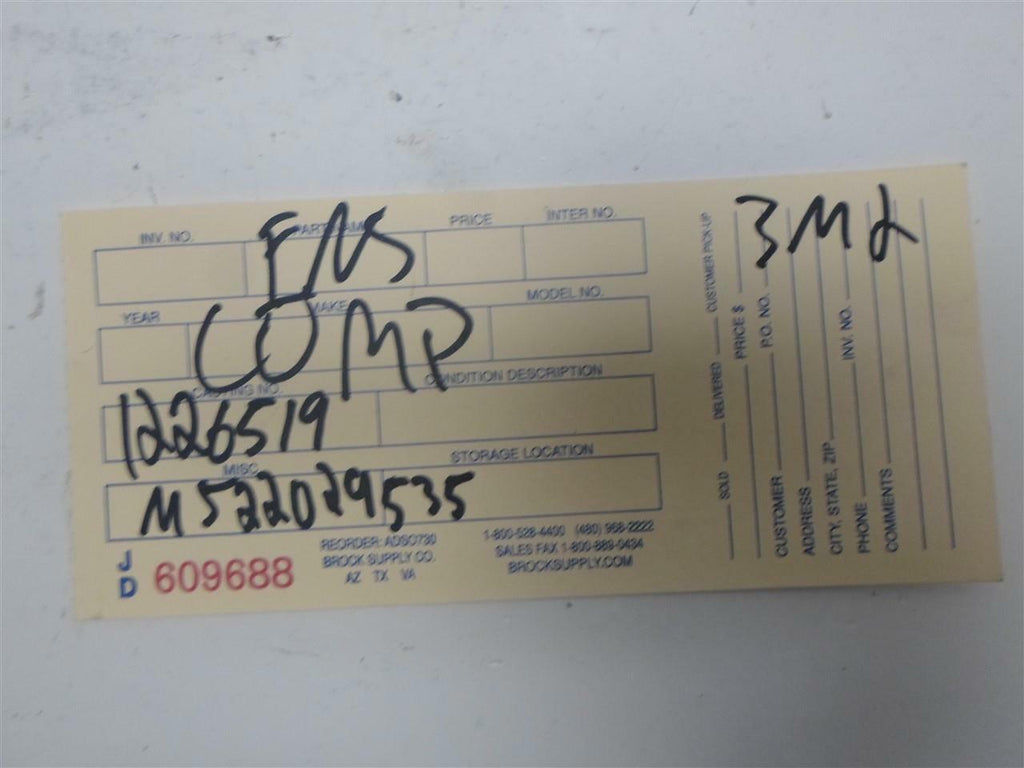 INV. NO. PART NAME PRICE INTER NO.
F/NS
YEAR MAKE MODEL NO.
COMP
CASTING NO. CONDITION DESCRIPTION
1226519
MISC. STORAGE LOCATION
M522029535
JD 609688
REORDER: ADSO730
BROCK SUPPLY CO.
AZ TX VA
1-800-528-4400 (480) 968-2222
SALES FAX 1-800-889-0434
BROCKSUPPLY.COM
SOLD DELIVERED CUSTOMER PICK-UP
PRICE $
P.O. NO.
CUSTOMER
ADDRESS
CITY, STATE, ZIP
INV. NO.
PHONE
COMMENTS